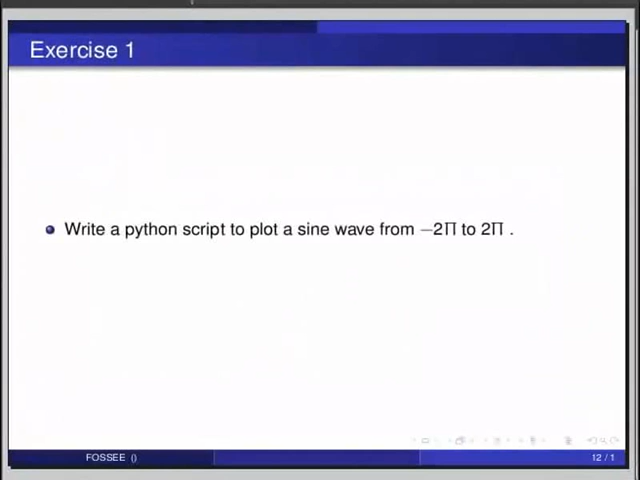 Exercise 1
Write a python script to plot a sine wave from −2Π to 2Π .
FOSSEE ()
12 / 1